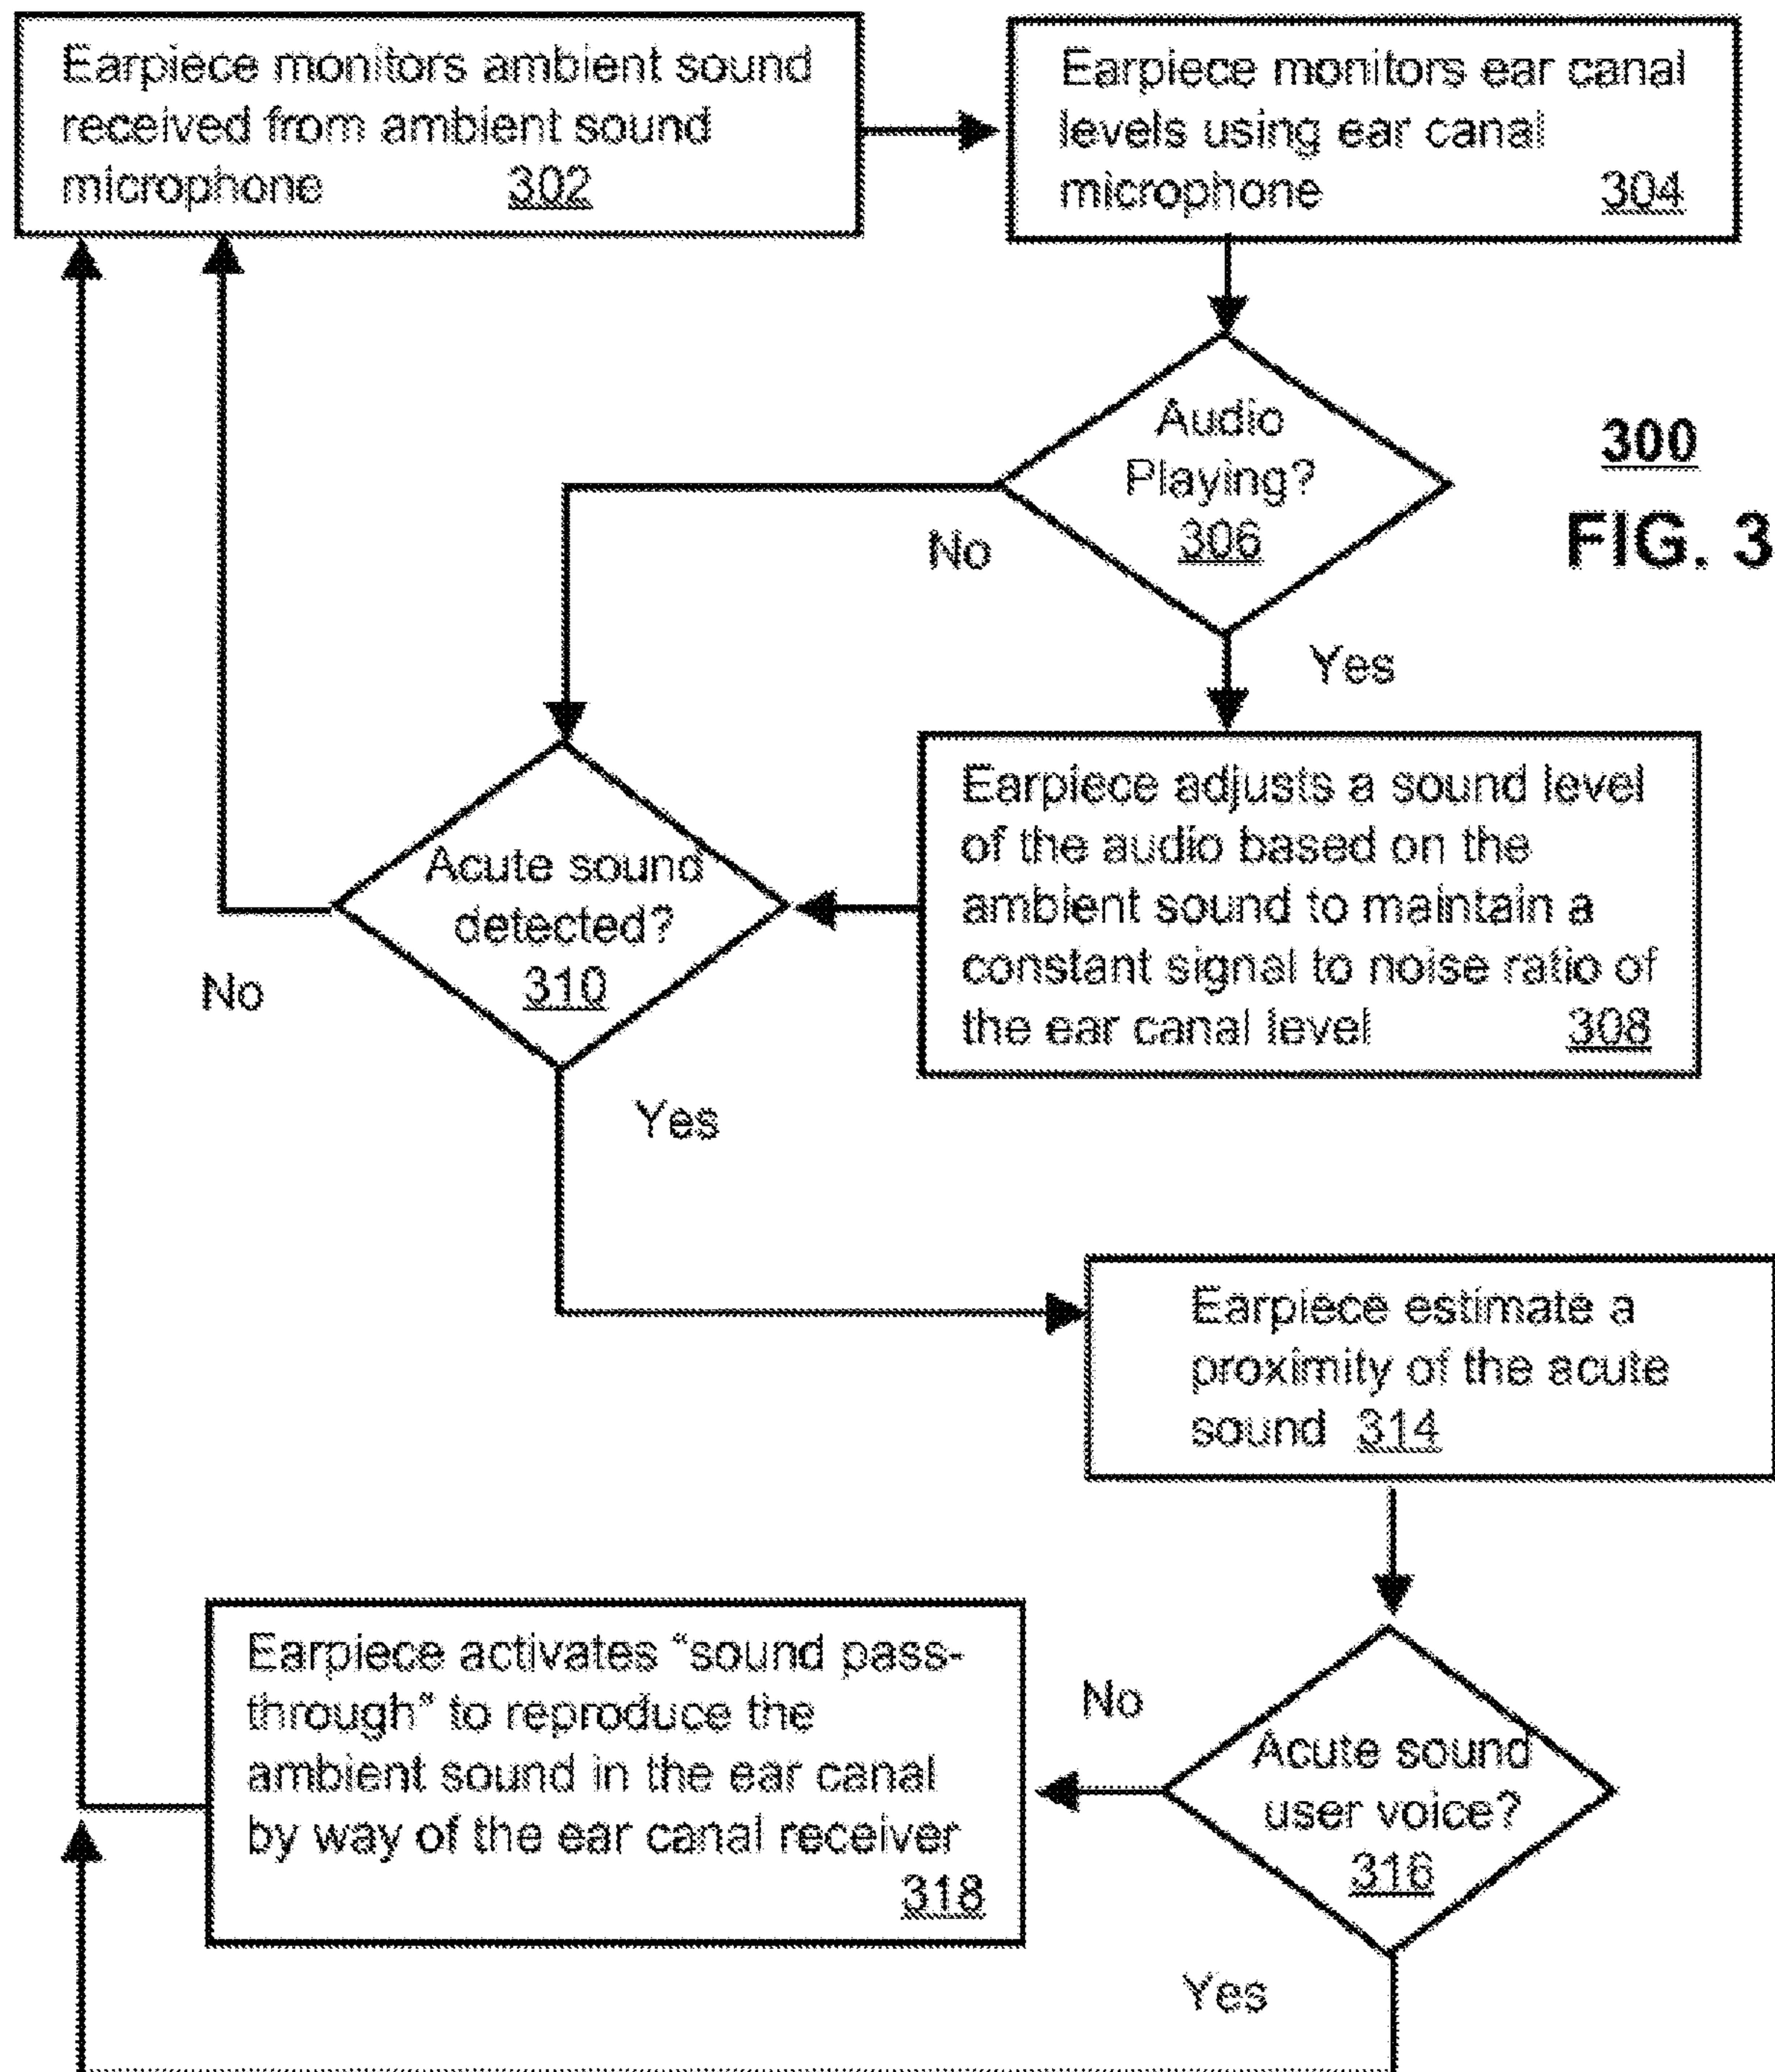 Earpiece monitors ambient sound
received from ambient sound
microphone 302
Earpiece monitors ear canal
levels using ear canal
microphone 304
Audio
Playing?
306
300
FIG. 3
No
Yes
Earpiece adjusts a sound level
of the audio based on the
ambient sound to maintain a
constant signal to noise ratio of
the ear canal level 308
Acute sound
detected?
310
No
Yes
Earpiece estimate a
proximity of the acute
sound 314
Earpiece activates “sound pass-
through” to reproduce the
ambient sound in the ear canal
by way of the ear canal receiver
318
No
Acute sound
user voice?
316
Yes